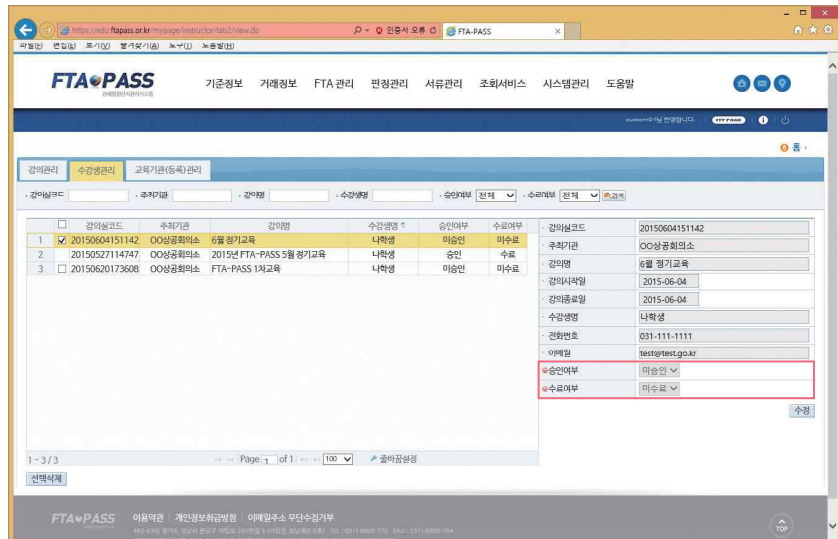 https://edu.ftapass.or.kr/mypage/instructor/tab2/view.do 인증서 오류 FTA-PASS
파일(F) 편집(E) 보기(V) 즐겨찾기(A) 도구(T) 도움말(H)
FTA PASS 기준정보 거래정보 FTA 관리 판정관리 서류관리 조회서비스 시스템관리 도움말
MY PAGE
홈
강의관리 수강생관리 교육기관(등록)관리
강의실코드 주최기관 강의명 수강생명 승인여부 전체 수료여부 전체 검색
강의실코드 주최기관 강의명 수강생명 승인여부 수료여부
1 20150604151142 OO상공회의소 6월 정기교육 나학생 미승인 미수료
2 20150527114747 OO상공회의소 2015년 FTA-PASS 5월 정기교육 나학생 승인 수료
3 20150620173608 OO상공회의소 FTA-PASS 1차교육 나학생 미승인 미수료
강의실코드 20150604151142
주최기관 OO상공회의소
강의명 6월 정기교육
강의시작일 2015-06-04
강의종료일 2015-06-04
수강생명 나학생
전화번호 031-111-1111
이메일 test@test.go.kr
승인여부 미승인
수료여부 미수료
수정
1 - 3 / 3 Page 1 of 1 100 줄바꿈설정
선택삭제
FTA PASS 이용약관 개인정보취급방침 이메일주소 무단수집거부
TOP